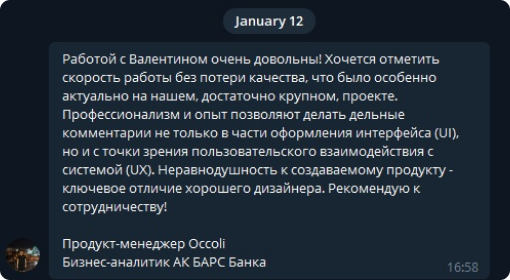 January 12
Работой с Валентином очень довольны! Хочется отметить
скорость работы без потери качества, что было особенно
актуально на нашем, достаточно крупном, проекте.
Профессионализм и опыт позволяют делать дельные
комментарии не только в части оформления интерфейса (UI),
но и с точки зрения пользовательского взаимодействия с
системой (UX). Неравнодушность к создаваемому продукту -
ключевое отличие хорошего дизайнера. Рекомендую к
сотрудничеству!
Продукт-менеджер Occoli
Бизнес-аналитик АК БАРС Банка
16:58